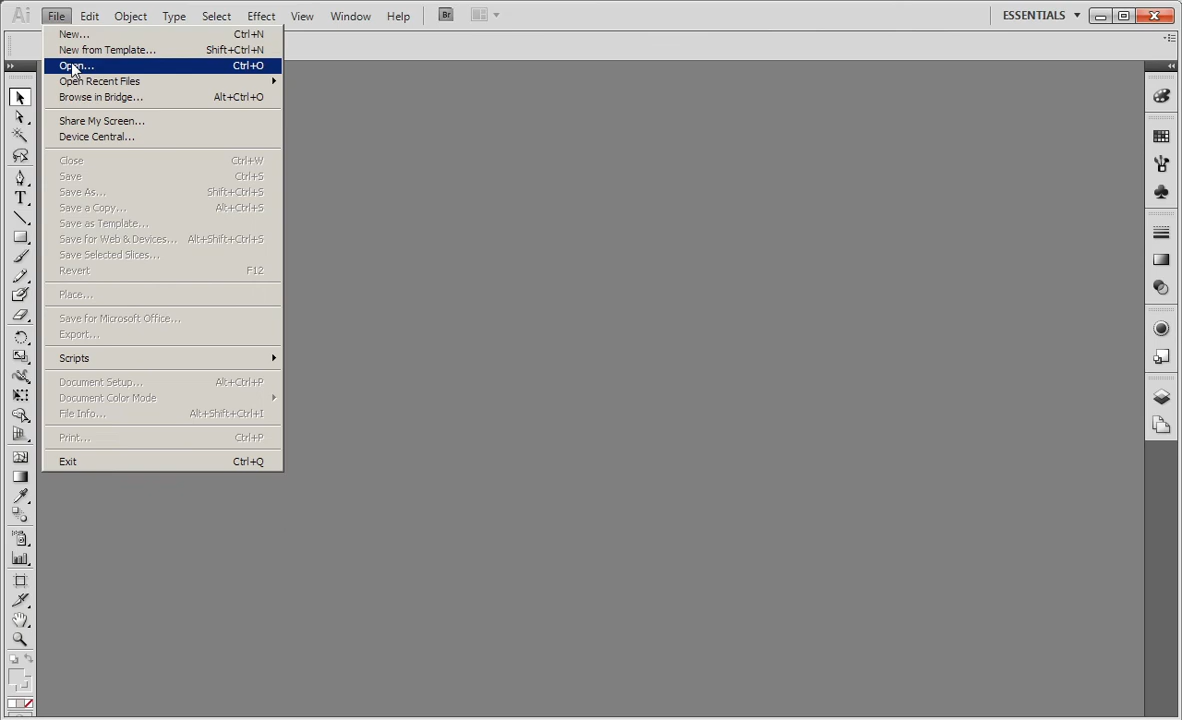 Ai File Edit Object Type Select Effect View Window Help Br ESSENTIALS
New... Ctrl+N
New from Template... Shift+Ctrl+N
Open... Ctrl+O
Open Recent Files
Browse in Bridge... Alt+Ctrl+O
Share My Screen...
Device Central...
Close Ctrl+W
Save Ctrl+S
Save As... Shift+Ctrl+S
Save a Copy... Alt+Ctrl+S
Save as Template...
Save for Web & Devices... Alt+Shift+Ctrl+S
Save Selected Slices...
Revert F12
Place...
Save for Microsoft Office...
Export...
Scripts
Document Setup... Alt+Ctrl+P
Document Color Mode
File Info... Alt+Shift+Ctrl+I
Print... Ctrl+P
Exit Ctrl+Q